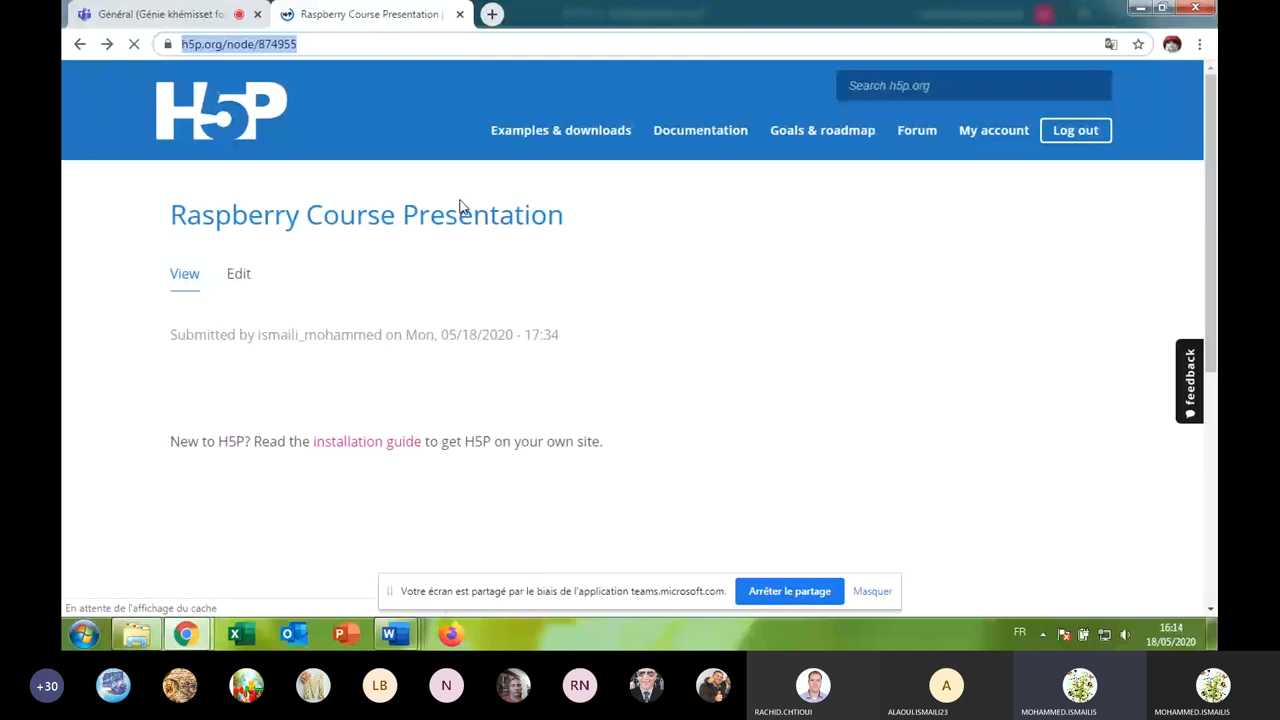 Général (Génie khémisset fo
Raspberry Course Presentation |
h5p.org/node/874955
H5P
Search h5p.org
Examples & downloads
Documentation
Goals & roadmap
Forum
My account
Log out
Raspberry Course Presentation
View
Edit
Submitted by ismaili_mohammed on Mon, 05/18/2020 - 17:34
feedback
New to H5P? Read the installation guide to get H5P on your own site.
Votre écran est partagé par le biais de l'application teams.microsoft.com.
Arrêter le partage
Masquer
En attente de l'affichage du cache
FR
16:14
18/05/2020
+30
LB
N
RN
A
RACHID.CHTIOUI
ALAOUI.ISMAILI23
MOHAMMED.ISMAILI5
MOHAMMED.ISMAILI5